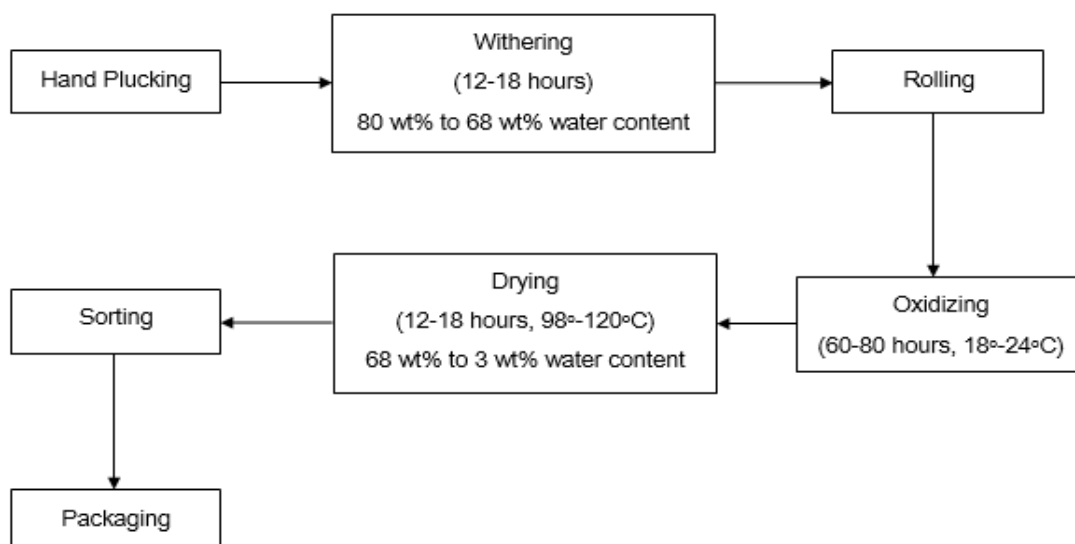 Hand Plucking
Withering
(12-18 hours)
80 wt% to 68 wt% water content
Rolling
Oxidizing
(60-80 hours, 18°-24°C)
Drying
(12-18 hours, 98°-120°C)
68 wt% to 3 wt% water content
Sorting
Packaging